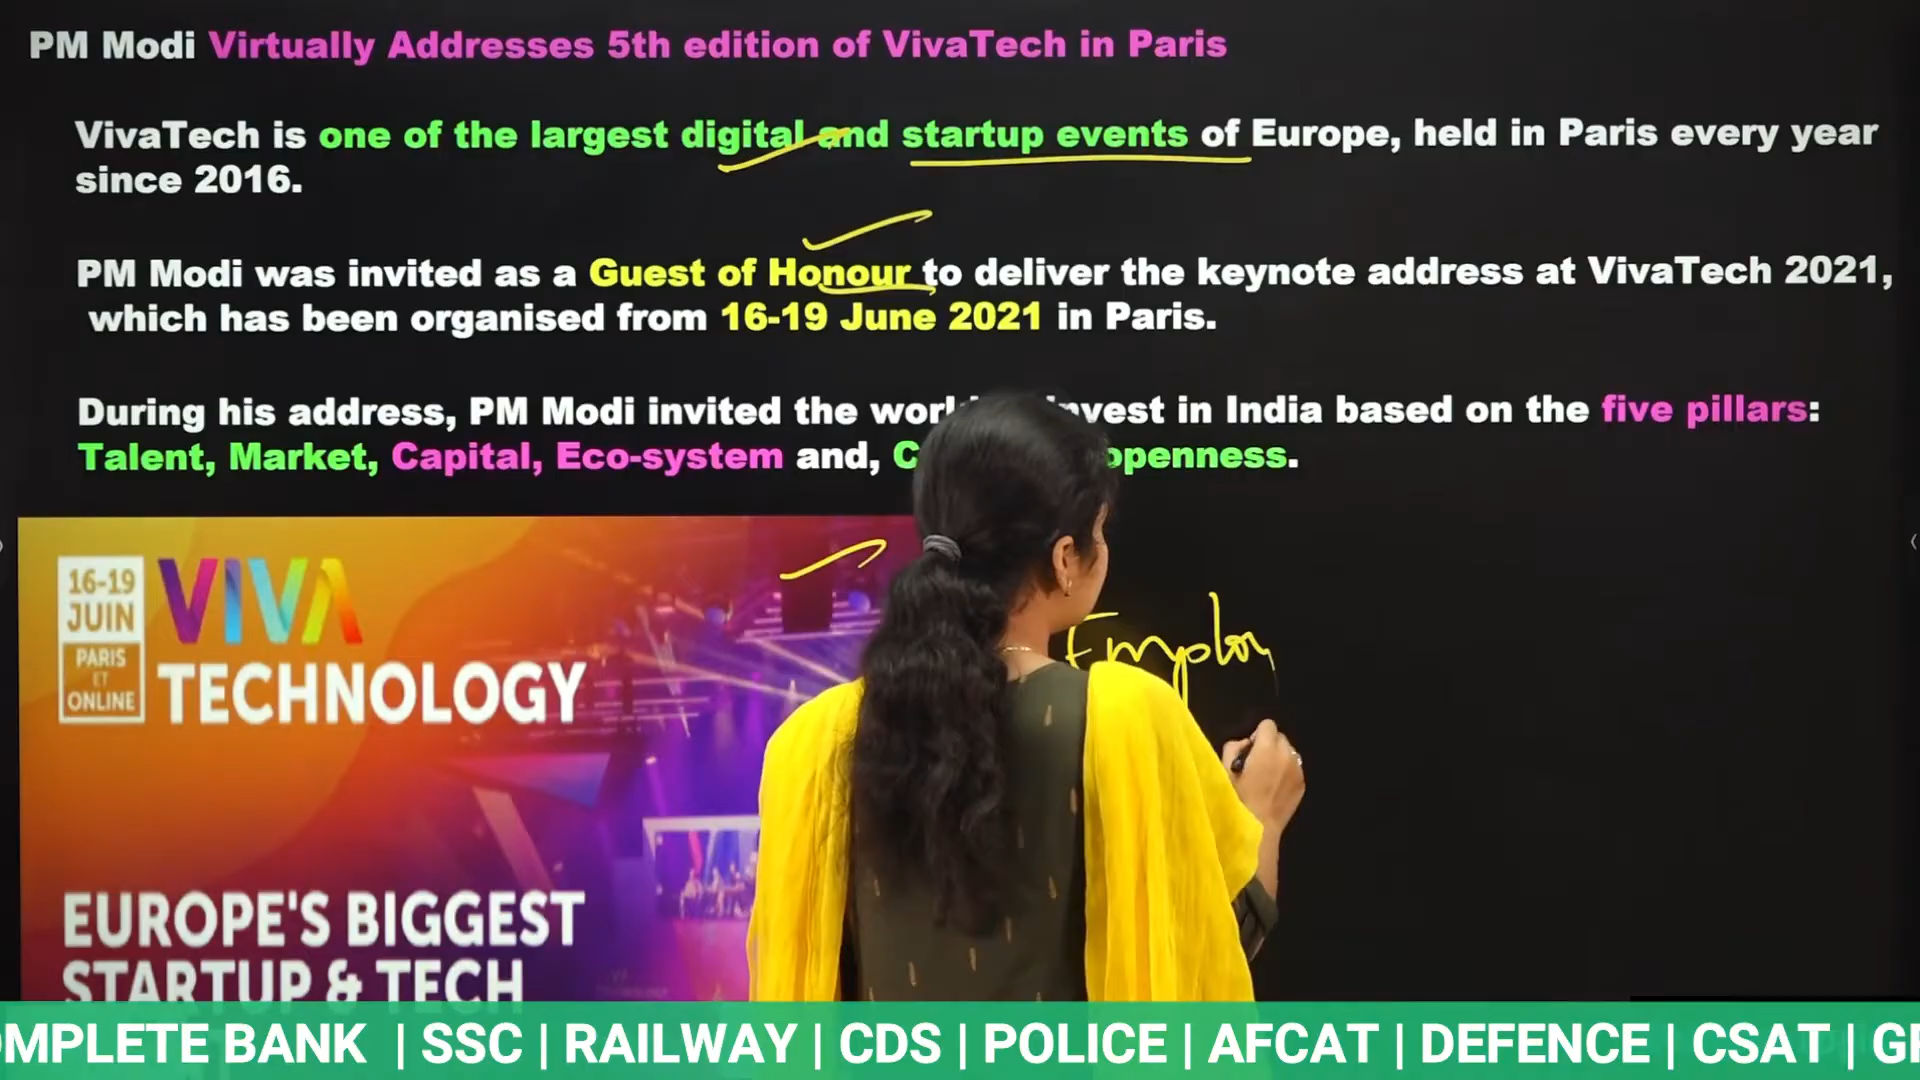 PM Modi Virtually Addresses 5th edition of VivaTech in Paris
VivaTech is one of the largest digital and startup events of Europe, held in Paris every year
since 2016.
PM Modi was invited as a Guest of Honour to deliver the keynote address at VivaTech 2021,
which has been organised from 16-19 June 2021 in Paris.
During his address, PM Modi invited the invest in India based on the five pillars:
Talent, Market, Capital, Eco-system and, openness.
16-19
JUIN
PARIS
ET
ONLINE
VIVA
TECHNOLOGY
Employ
EUROPE'S BIGGEST
STARTUP & TECH
OMPLETE BANK | SSC | RAILWAY | CDS | POLICE | AFCAT | DEFENCE | CSAT |